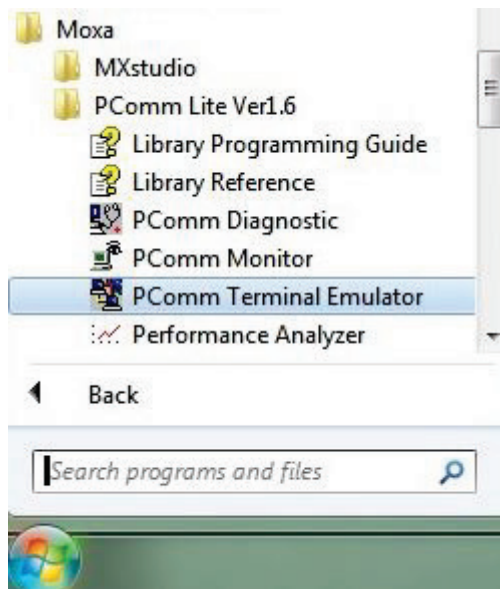 Moxa
MXstudio
PComm Lite Ver1.6
Library Programming Guide
Library Reference
PComm Diagnostic
PComm Monitor
PComm Terminal Emulator
Performance Analyzer
Back
Search programs and files